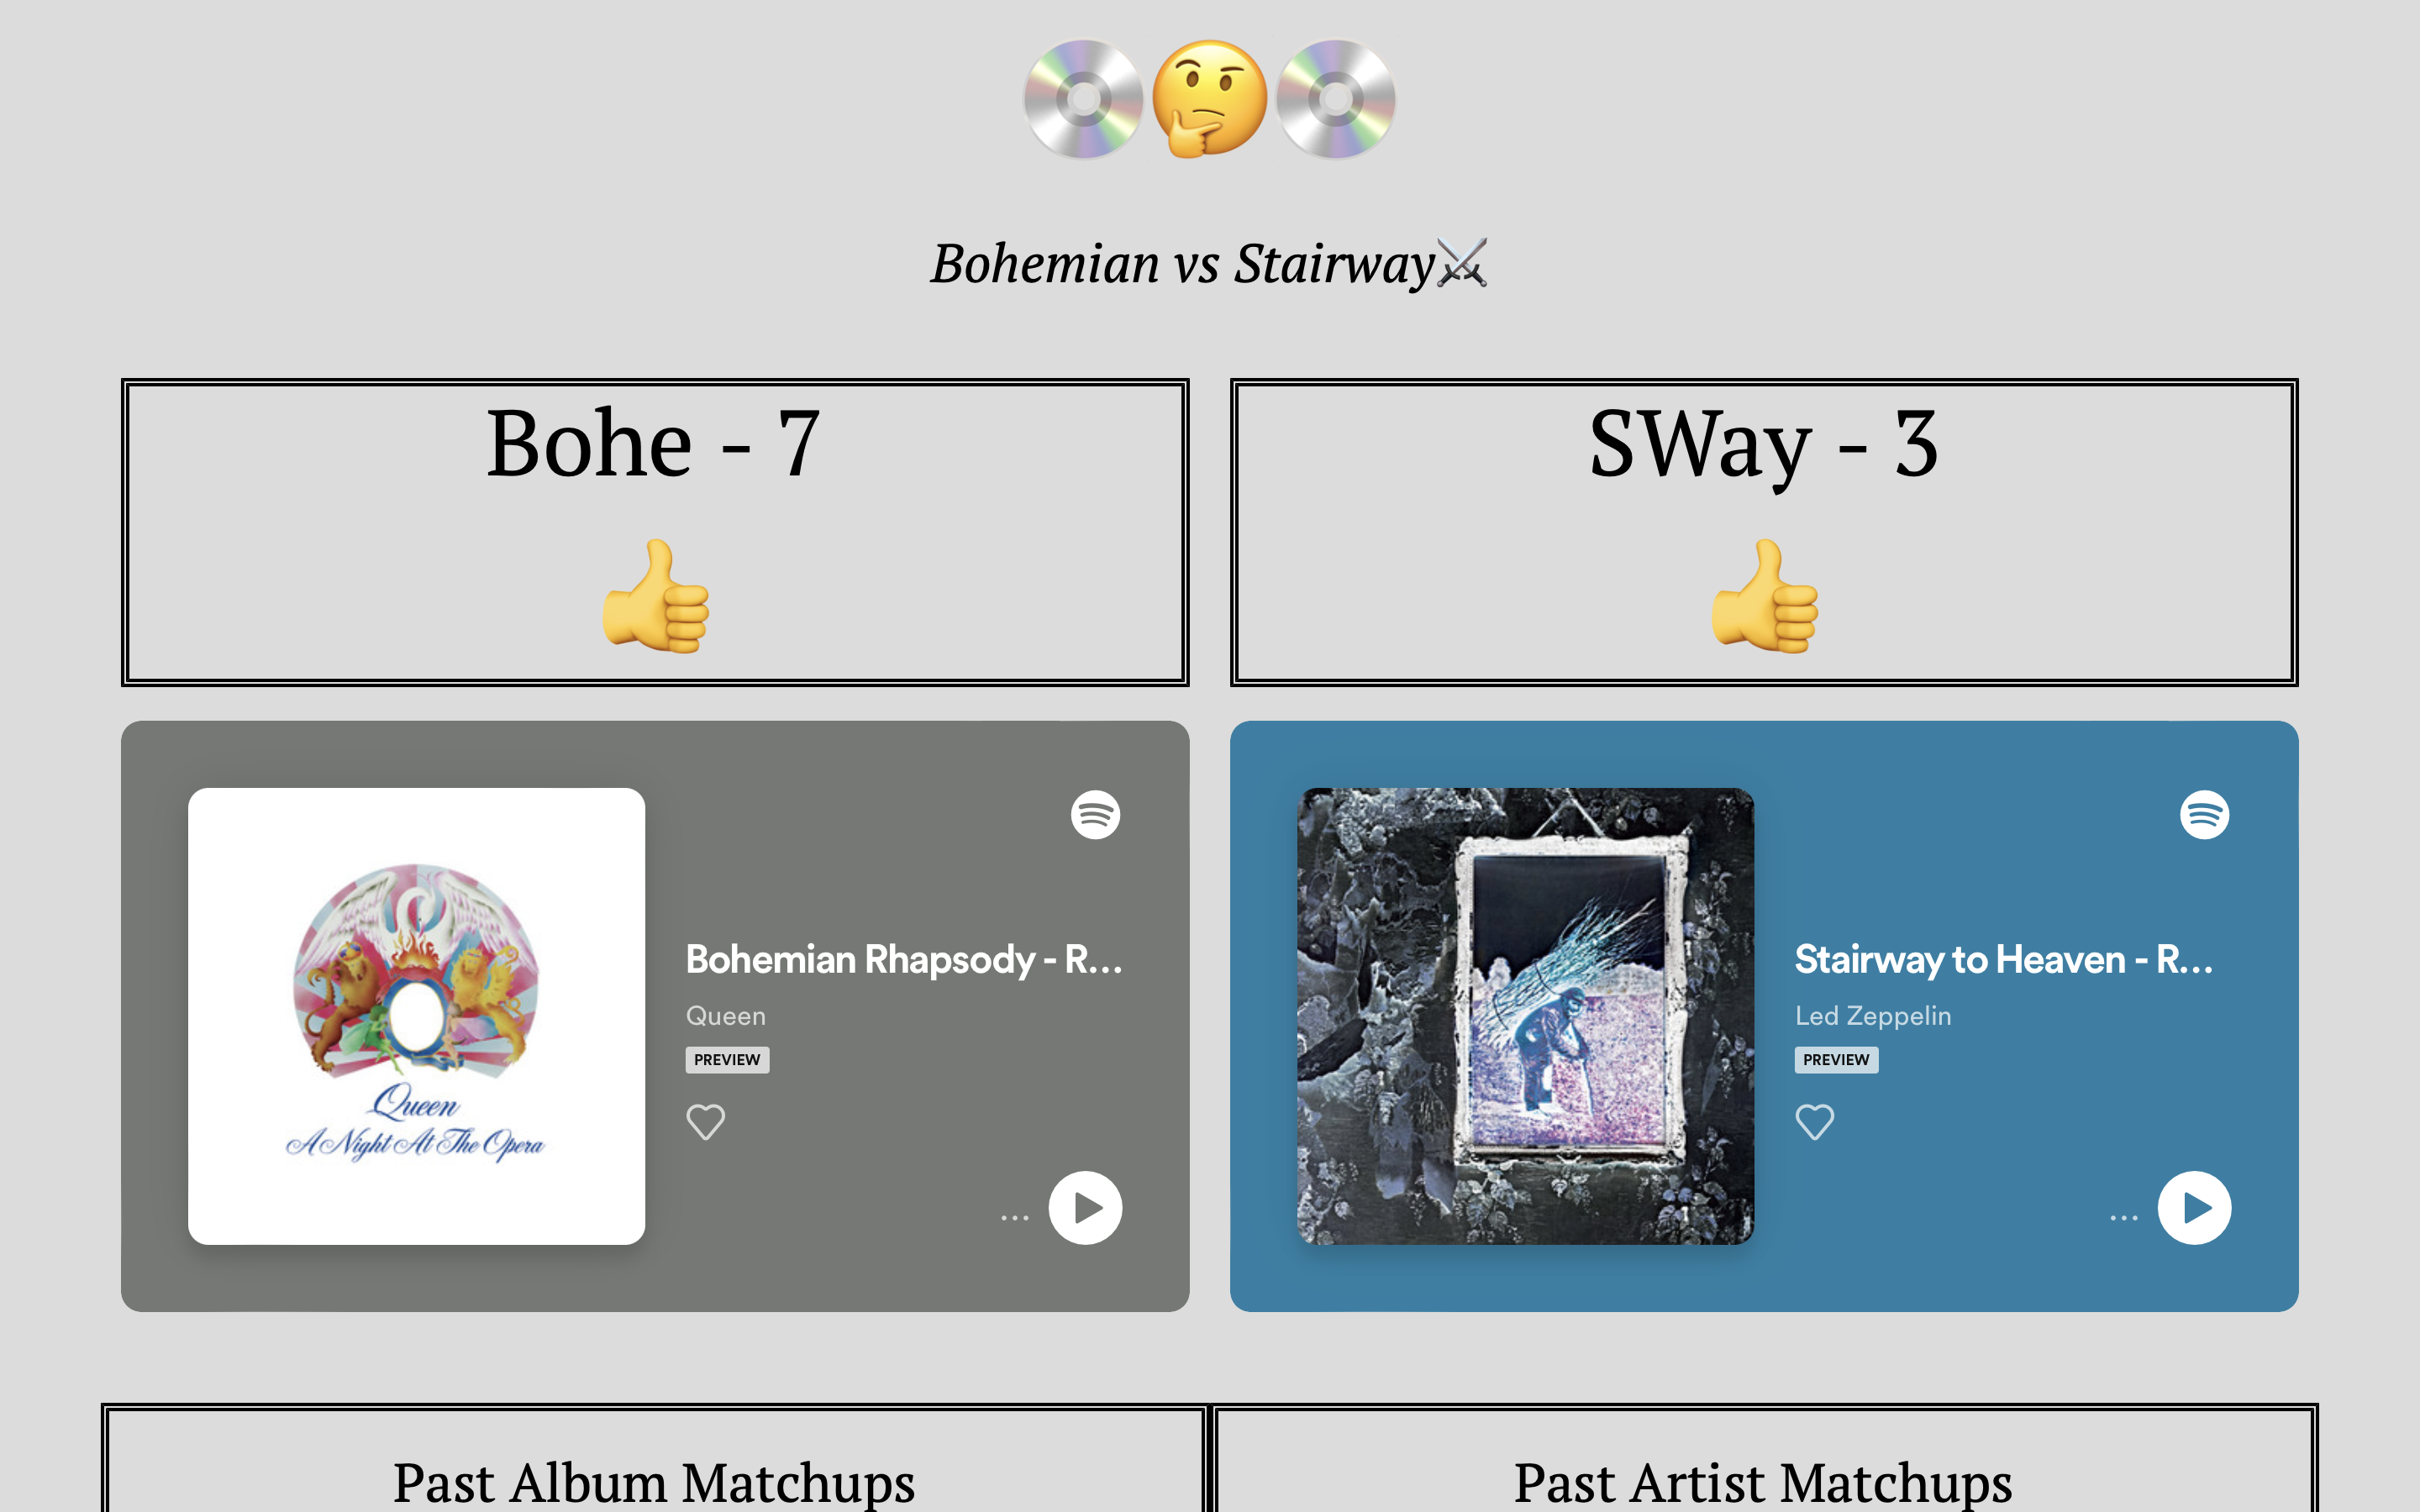 Bohemian vs Stairway
Bohe - 7
SWay - 3
Queen
A Night At The Opera
Bohemian Rhapsody - R...
Queen
PREVIEW
Stairway to Heaven - R...
Led Zeppelin
PREVIEW
Past Album Matchups
Past Artist Matchups